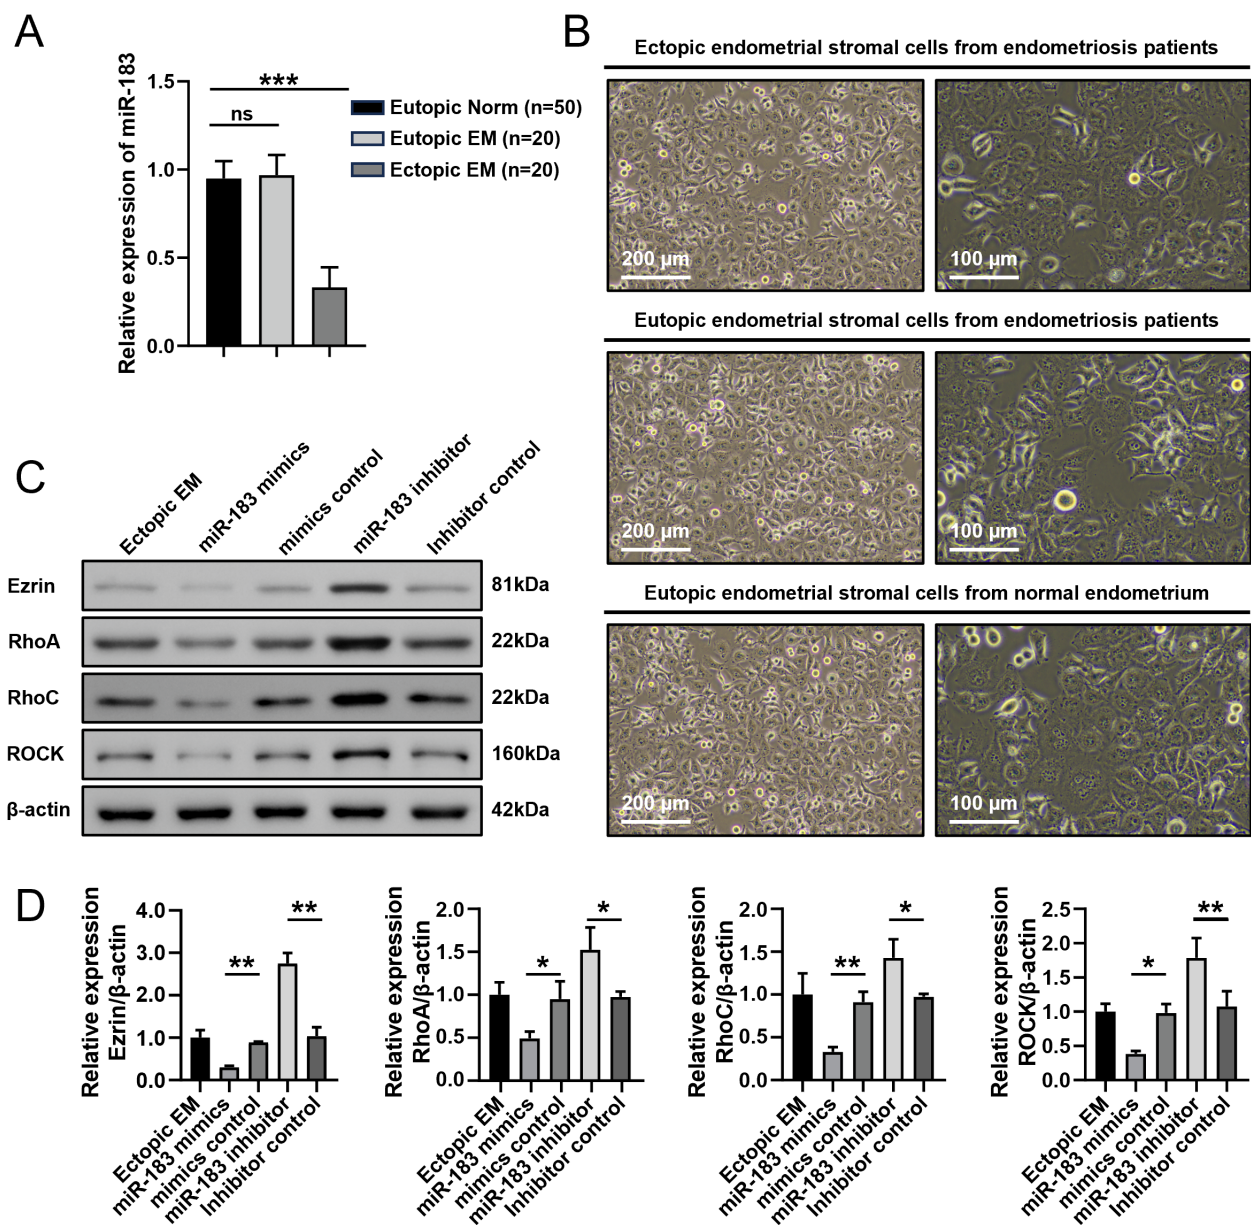 A
Relative expression of miR-183
1.5
1.0
0.5
0.0
***
ns
Eutopic Norm (n=50)
Eutopic EM (n=20)
Ectopic EM (n=20)
B
Ectopic endometrial stromal cells from endometriosis patients
200 μm
100 μm
Eutopic endometrial stromal cells from endometriosis patients
200 μm
100 μm
Eutopic endometrial stromal cells from normal endometrium
200 μm
100 μm
C
Ectopic EM
miR-183 mimics
mimics control
miR-183 inhibitor
Inhibitor control
Ezrin 81kDa
RhoA 22kDa
RhoC 22kDa
ROCK 160kDa
β-actin 42kDa
D
Relative expression
Ezrin/β-actin
4.0
3.0
2.0
1.0
0.0
**
**
Ectopic EM
miR-183 mimics
mimics control
miR-183 inhibitor
Inhibitor control
Relative expression
RhoA/β-actin
2.0
1.5
1.0
0.5
0.0
*
*
Ectopic EM
miR-183 mimics
mimics control
miR-183 inhibitor
Inhibitor control
Relative expression
RhoC/β-actin
2.0
1.5
1.0
0.5
0.0
**
*
Ectopic EM
miR-183 mimics
mimics control
miR-183 inhibitor
Inhibitor control
Relative expression
ROCK/β-actin
2.5
2.0
1.5
1.0
0.5
0.0
*
**
Ectopic EM
miR-183 mimics
mimics control
miR-183 inhibitor
Inhibitor control